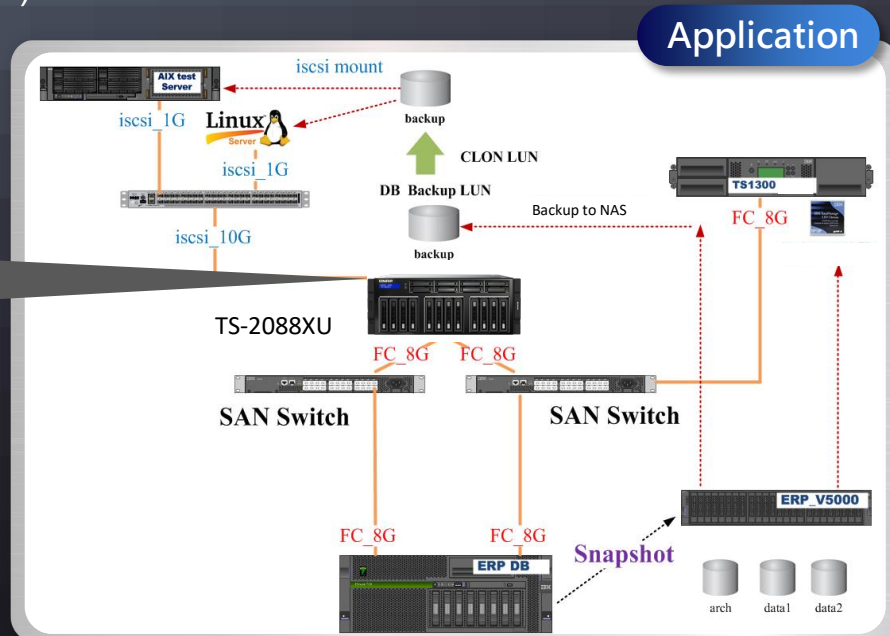 )
Application
iscsi mount
AIX test
Server
backup
iscsi_1G
Linux
Server
iscsi_1G
CLON LUN
DB Backup LUN
TS1300
Backup to NAS
FC_8G
iscsi_10G
backup
TS-2088XU
FC_8G
FC_8G
SAN Switch
SAN Switch
ERP_V5000
FC_8G
FC_8G
Snapshot
ERP DB
arch
data1
data2